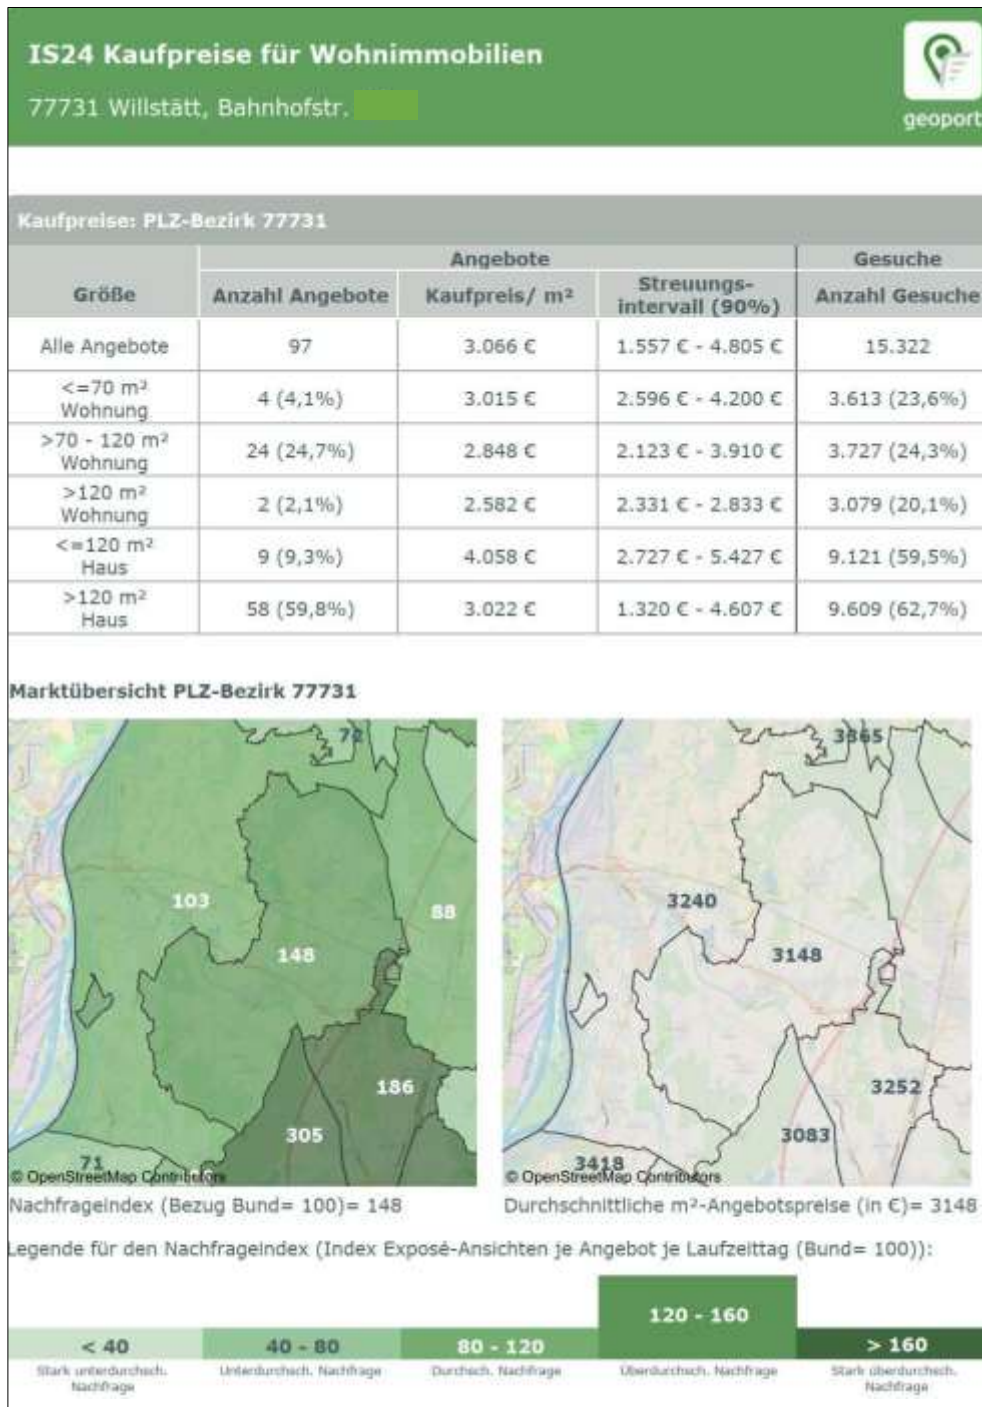 IS24 Kaufpreise für Wohnimmobilien
77731 Willstätt, Bahnhofstr.
geoport
Kaufpreise: PLZ-Bezirk 77731
Angebote Gesuche
Größe Anzahl Angebote Kaufpreis/ m² Streuungs-
intervall (90%) Anzahl Gesuche
Alle Angebote 97 3.066 € 1.557 € - 4.805 € 15.322
<=70 m²
Wohnung 4 (4,1%) 3.015 € 2.596 € - 4.200 € 3.613 (23,6%)
>70 - 120 m²
Wohnung 24 (24,7%) 2.848 € 2.123 € - 3.910 € 3.727 (24,3%)
>120 m²
Wohnung 2 (2,1%) 2.582 € 2.331 € - 2.833 € 3.079 (20,1%)
<=120 m²
Haus 9 (9,3%) 4.058 € 2.727 € - 5.427 € 9.121 (59,5%)
>120 m²
Haus 58 (59,8%) 3.022 € 1.320 € - 4.607 € 9.609 (62,7%)
Marktübersicht PLZ-Bezirk 77731
72
103
88
148
186
305
71
© OpenStreetMap Contributors
3240
3148
3252
3083
3418
© OpenStreetMap Contributors
Nachfrageindex (Bezug Bund= 100)= 148
Durchschnittliche m²-Angebotspreise (in €)= 3148
Legende für den Nachfrageindex (Index Exposé-Ansichten je Angebot je Laufzeittag (Bund= 100)):
< 40 40 - 80 80 - 120 120 - 160 > 160
Stark unterdurchsch.
Nachfrage
Unterdurchsch. Nachfrage
Durchsch. Nachfrage
Überdurchsch. Nachfrage
Stark überdurchsch.
Nachfrage